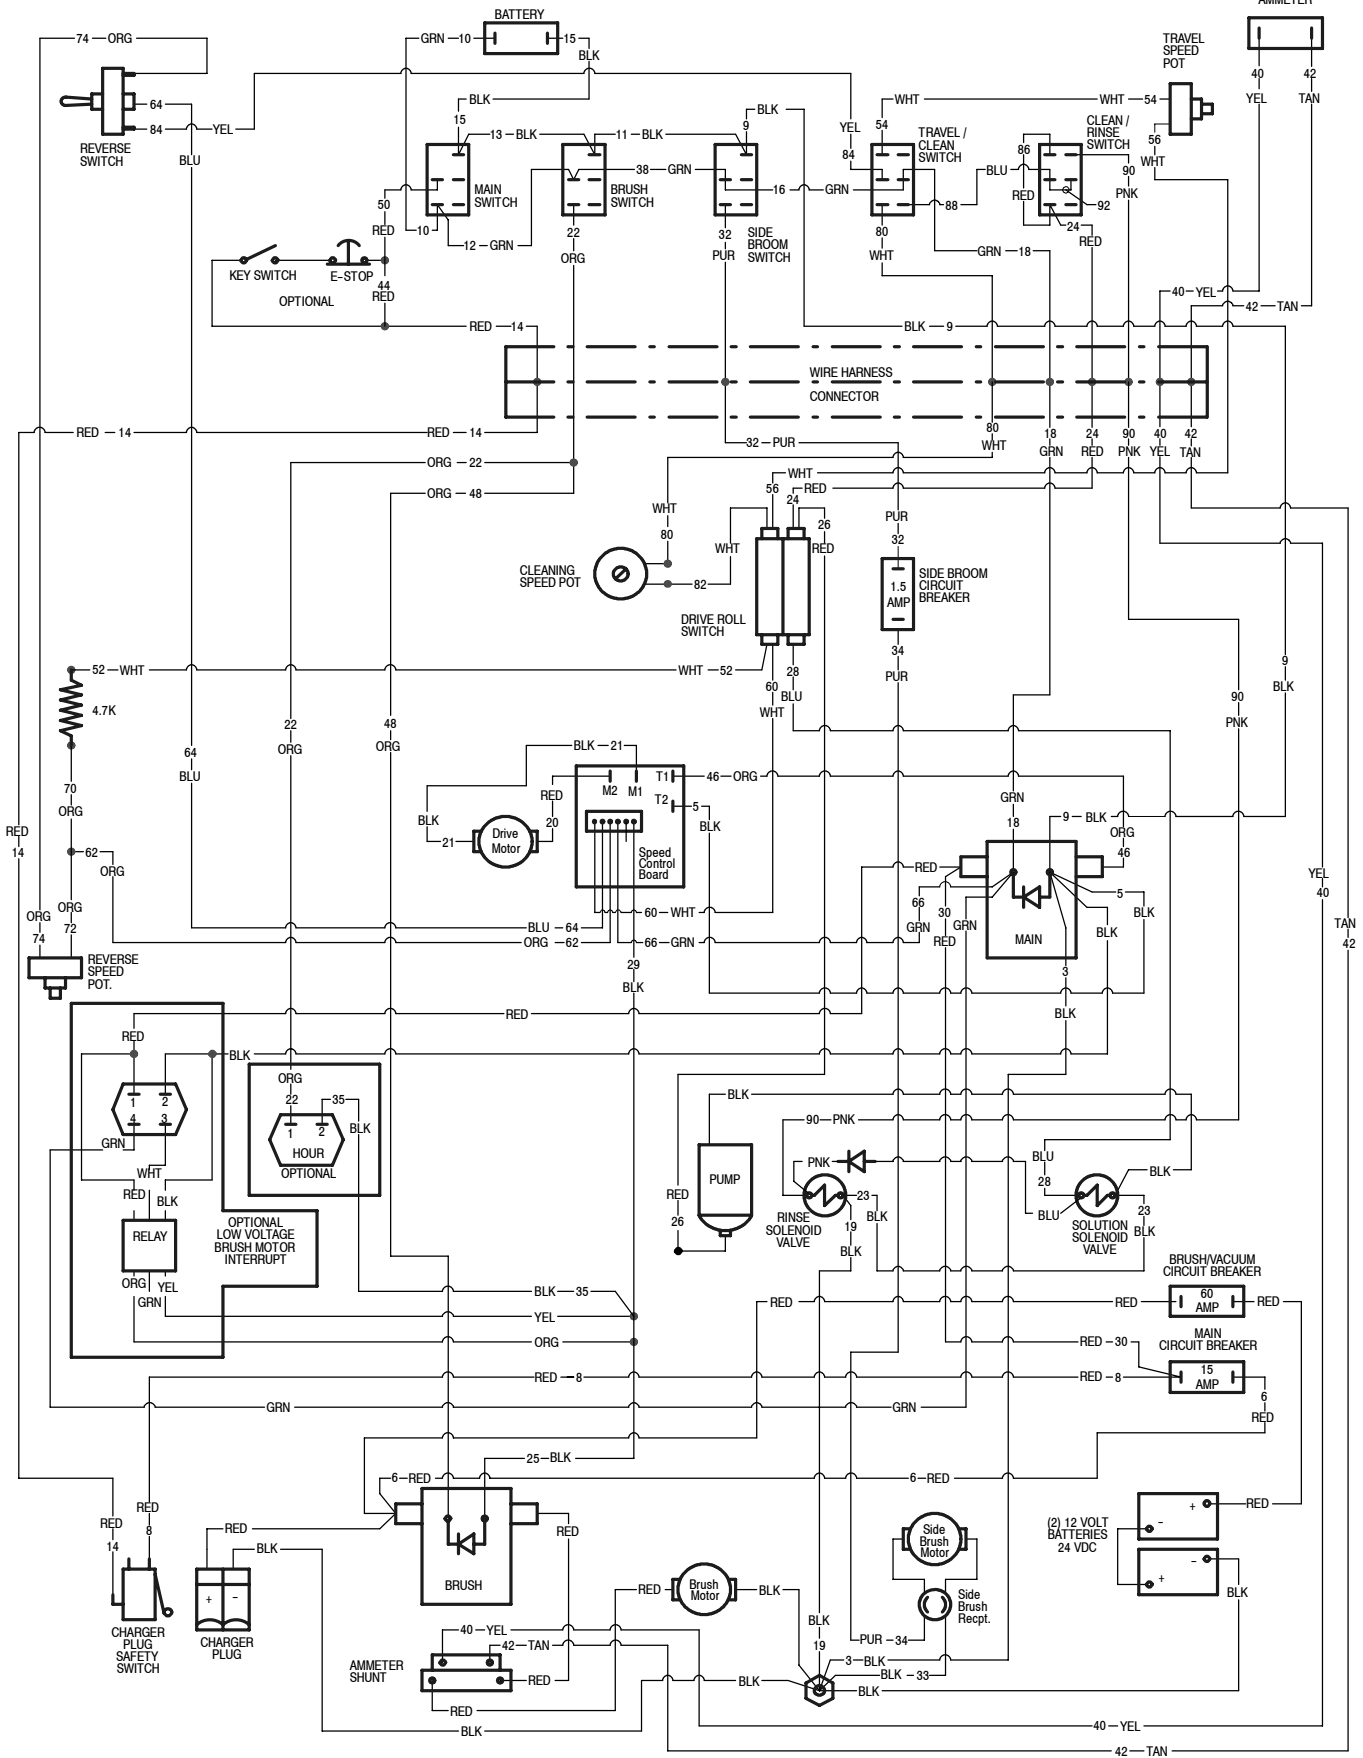 BATTERY
AMMETER
74 ORG
GRN 10
15
BLK
TRAVEL
SPEED
POT
64
84 YEL
BLU
REVERSE
SWITCH
BLK
15
13 BLK
11 BLK
BLK
9
YEL
84
WHT
54
WHT 54
56
WHT
40
YEL
42
TAN
TRAVEL /
CLEAN
SWITCH
CLEAN /
RINSE
SWITCH
86
90
PNK
38 GRN
16 GRN
BLU
RED
92
88
24
RED
MAIN
SWITCH
BRUSH
SWITCH
50
RED
10
12 GRN
22
ORG
32
PUR
SIDE
BROOM
SWITCH
80
WHT
GRN 18
KEY SWITCH
E-STOP
44
RED
OPTIONAL
40 YEL
42 TAN
RED 14
BLK 9
WIRE HARNESS
CONNECTOR
RED 14
RED 14
32 PUR
80
WHT
18
GRN
24
RED
90
PNK
40
YEL
42
TAN
ORG 22
ORG 48
WHT
56
24
RED
26
RED
WHT
80
WHT
PUR
32
CLEANING
SPEED POT
82
SIDE BROOM
CIRCUIT
BREAKER
1.5
AMP
DRIVE ROLL
SWITCH
34
PUR
52 WHT
WHT 52
60
WHT
28
BLU
9
BLK
90
PNK
4.7K
22
ORG
48
ORG
64
BLU
BLK 21
70
ORG
RED
20
M2
M1
T1
T2
46 ORG
5
BLK
GRN
18
9 BLK
ORG
46
BLK
21
Drive
Motor
Speed
Control
Board
RED
14
62
ORG
RED
YEL
40
66
GRN
30
RED
GRN
5
BLK
BLK
MAIN
ORG
74
ORG
72
60 WHT
BLU 64
ORG 62
66 GRN
TAN
42
REVERSE
SPEED
POT.
29
BLK
3
BLK
RED
RED
BLK
ORG
22
35
BLK
1
2
4
3
1
2
HOUR
OPTIONAL
GRN
WHT
RED
BLK
RELAY
OPTIONAL
LOW VOLTAGE
BRUSH MOTOR
INTERRUPT
ORG
GRN
YEL
BLK
90 PNK
PUMP
PNK
RED
26
RINSE
SOLENOID
VALVE
23
BLK
19
BLK
BLU
28
BLU
BLK
23
BLK
SOLUTION
SOLENOID
VALVE
BLK 35
YEL
ORG
RED
RED
BRUSH/VACUUM
CIRCUIT BREAKER
60
AMP
RED
MAIN
CIRCUIT BREAKER
RED 30
15
AMP
RED 8
RED 8
6
RED
GRN
GRN
25 BLK
6 RED
6 RED
RED
8
RED
14
RED
BLK
RED
BRUSH
Side
Brush
Motor
(2) 12 VOLT
BATTERIES
24 VDC
+
-
RED
-
+
BLK
+
-
RED
Brush
Motor
BLK
Side
Brush
Recpt.
CHARGER
PLUG
SAFETY
SWITCH
CHARGER
PLUG
40 YEL
42 TAN
BLK
19
PUR 34
AMMETER
SHUNT
RED
RED
BLK
BLK
3 BLK
BLK 33
BLK
40 YEL
42 TAN